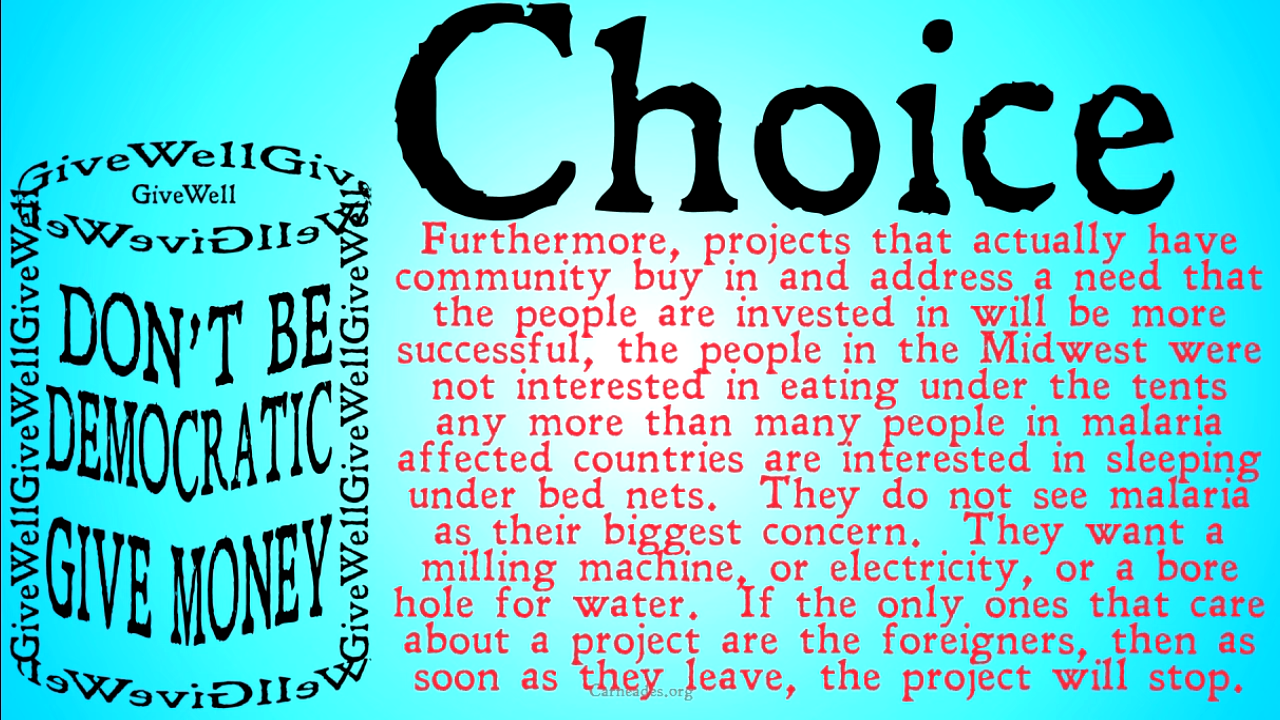 Choice
GiveWellGive
GiveWell
GiveWellGiveWe
GiveWellGiveWellGiveWellGiveWell
DON'T BE
DEMOCRATIC
GIVE MONEY
GiveWellGiveWellGiveWellGiveWell
GiveWellGiveWe
Furthermore, projects that actually have
community buy in and address a need that
the people are invested in will be more
successful, the people in the Midwest were
not interested in eating under the tents
any more than many people in malaria
affected countries are interested in sleeping
under bed nets. They do not see malaria
as their biggest concern. They want a
milling machine, or electricity, or a bore
hole for water. If the only ones that care
about a project are the foreigners, then as
soon as they leave, the project will stop.
Carneades.org